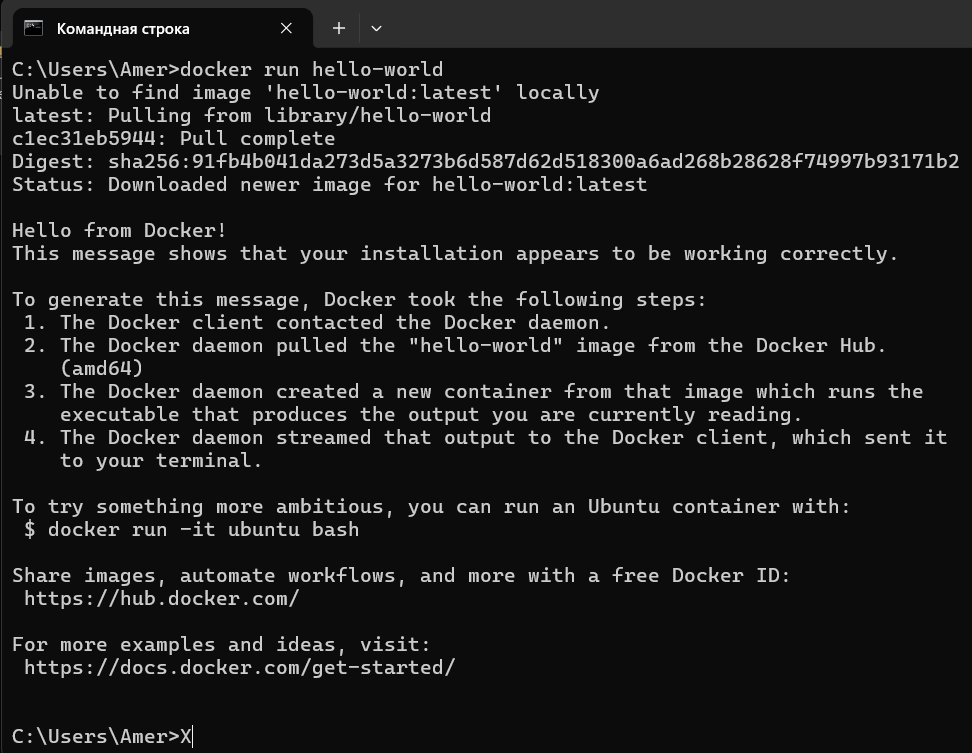 Командная строка
C:\Users\Amer>docker run hello-world
Unable to find image 'hello-world:latest' locally
latest: Pulling from library/hello-world
c1ec31eb5944: Pull complete
Digest: sha256:91fb4b041da273d5a3273b6d587d62d518300a6ad268b28628f74997b93171b2
Status: Downloaded newer image for hello-world:latest

Hello from Docker!
This message shows that your installation appears to be working correctly.

To generate this message, Docker took the following steps:
 1. The Docker client contacted the Docker daemon.
 2. The Docker daemon pulled the "hello-world" image from the Docker Hub.
    (amd64)
 3. The Docker daemon created a new container from that image which runs the
    executable that produces the output you are currently reading.
 4. The Docker daemon streamed that output to the Docker client, which sent it
    to your terminal.

To try something more ambitious, you can run an Ubuntu container with:
 $ docker run -it ubuntu bash

Share images, automate workflows, and more with a free Docker ID:
 https://hub.docker.com/

For more examples and ideas, visit:
 https://docs.docker.com/get-started/

C:\Users\Amer>X